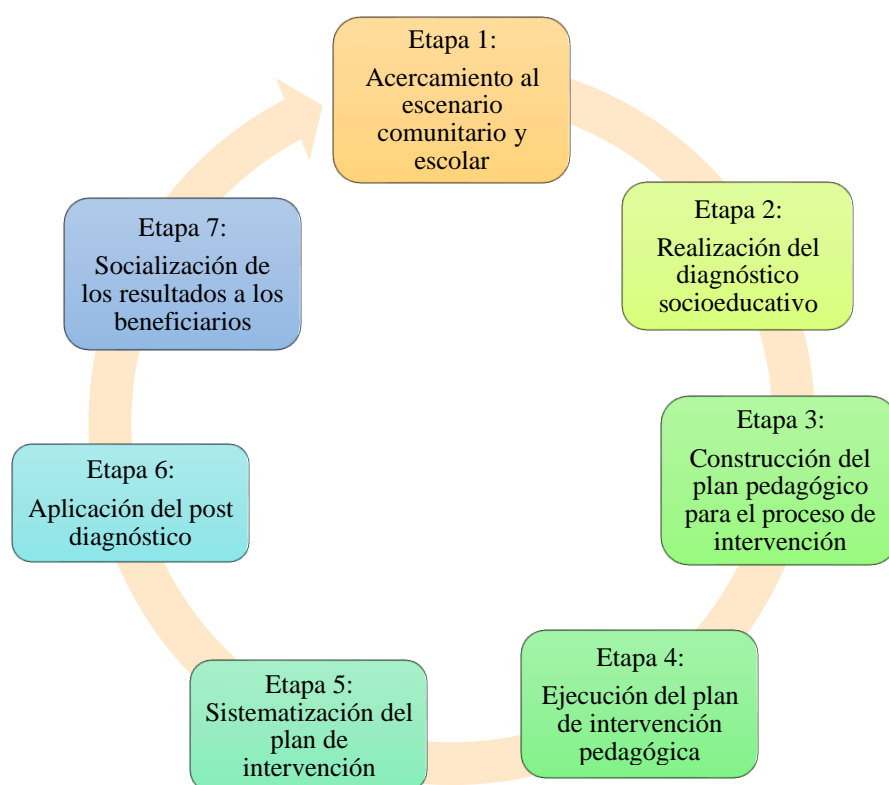 Etapa 1:
Acercamiento al
escenario
comunitario y
escolar
Etapa 2:
Realización del
diagnóstico
socioeducativo
Etapa 3:
Construcción del
plan pedagógico
para el proceso de
intervención
Etapa 4:
Ejecución del plan
de intervención
pedagógica
Etapa 5:
Sistematización del
plan de
intervención
Etapa 6:
Aplicación del post
diagnóstico
Etapa 7:
Socialización de
los resultados a los
beneficiarios